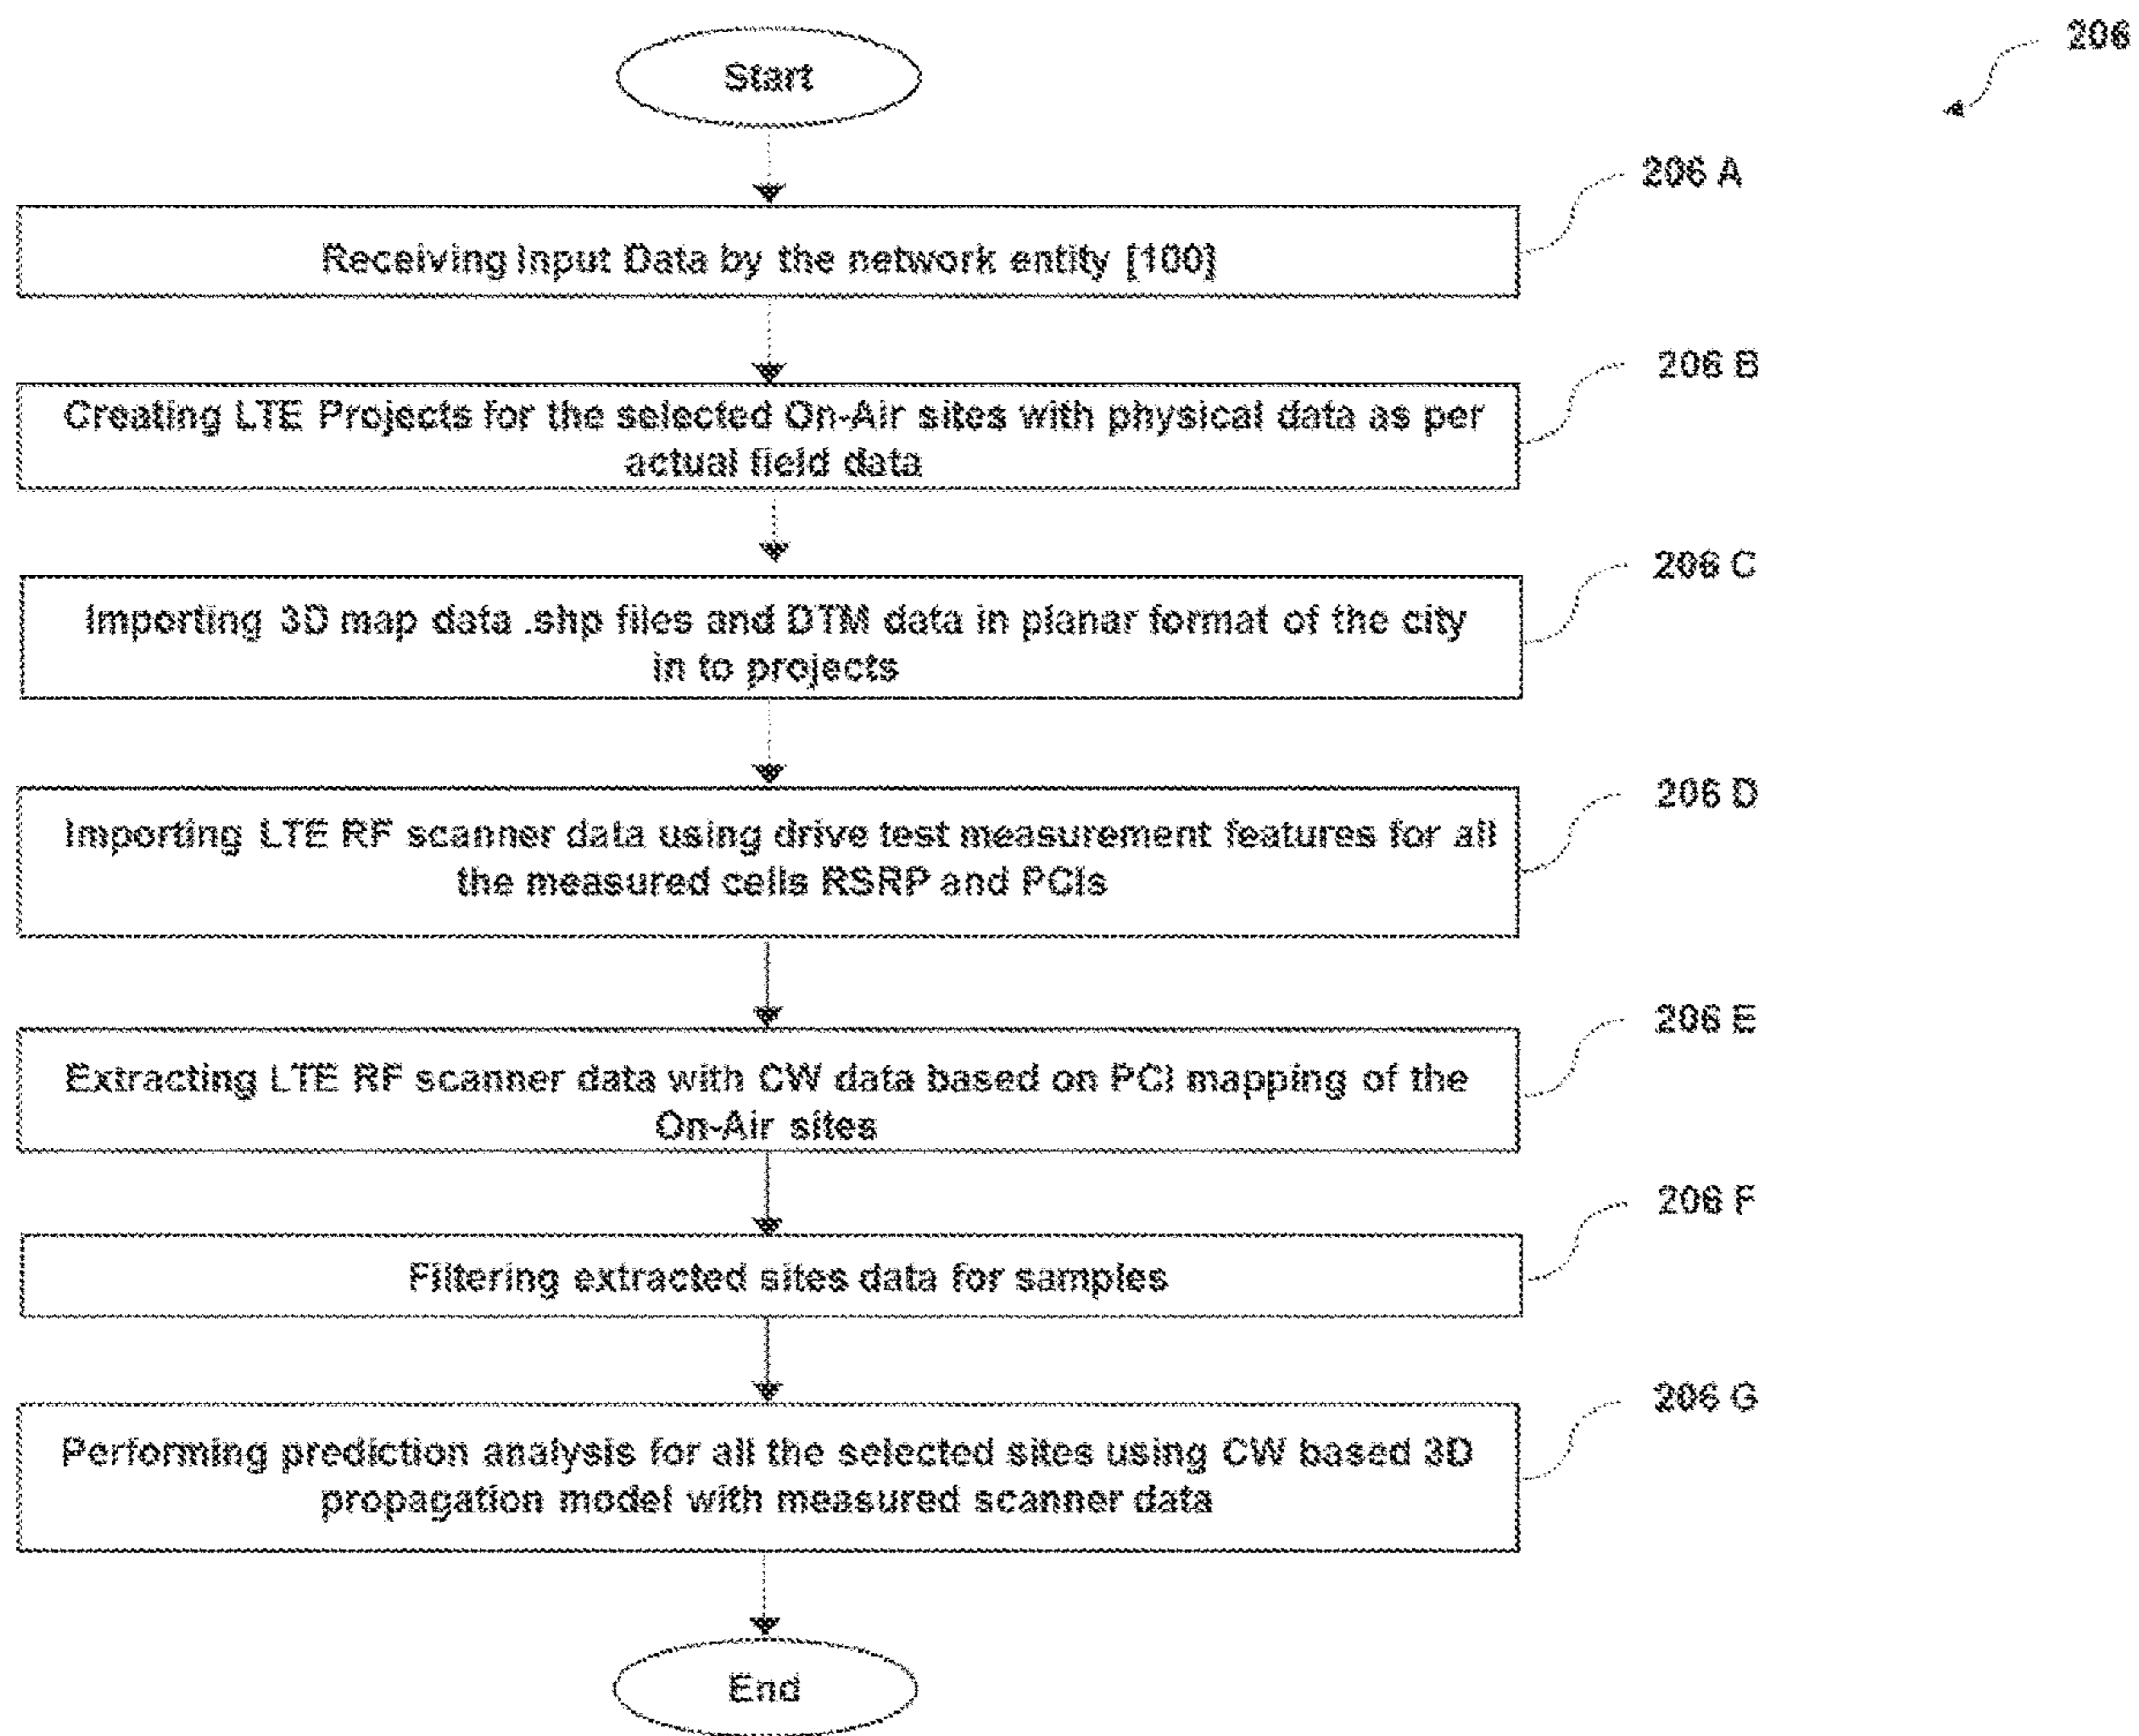 206
Start
206 A
Receiving Input Data by the network entity [100]
206 B
Creating LTE Projects for the selected On-Air sites with physical data as per
actual field data
206 C
Importing 3D map data .shp files and DTM data in planar format of the city
in to projects
206 D
Importing LTE RF scanner data using drive test measurement features for all
the measured cells RSRP and PCIs
206 E
Extracting LTE RF scanner data with CW data based on PCI mapping of the
On-Air sites
206 F
Filtering extracted sites data for samples
206 G
Performing prediction analysis for all the selected sites using CW based 3D
propagation model with measured scanner data
End